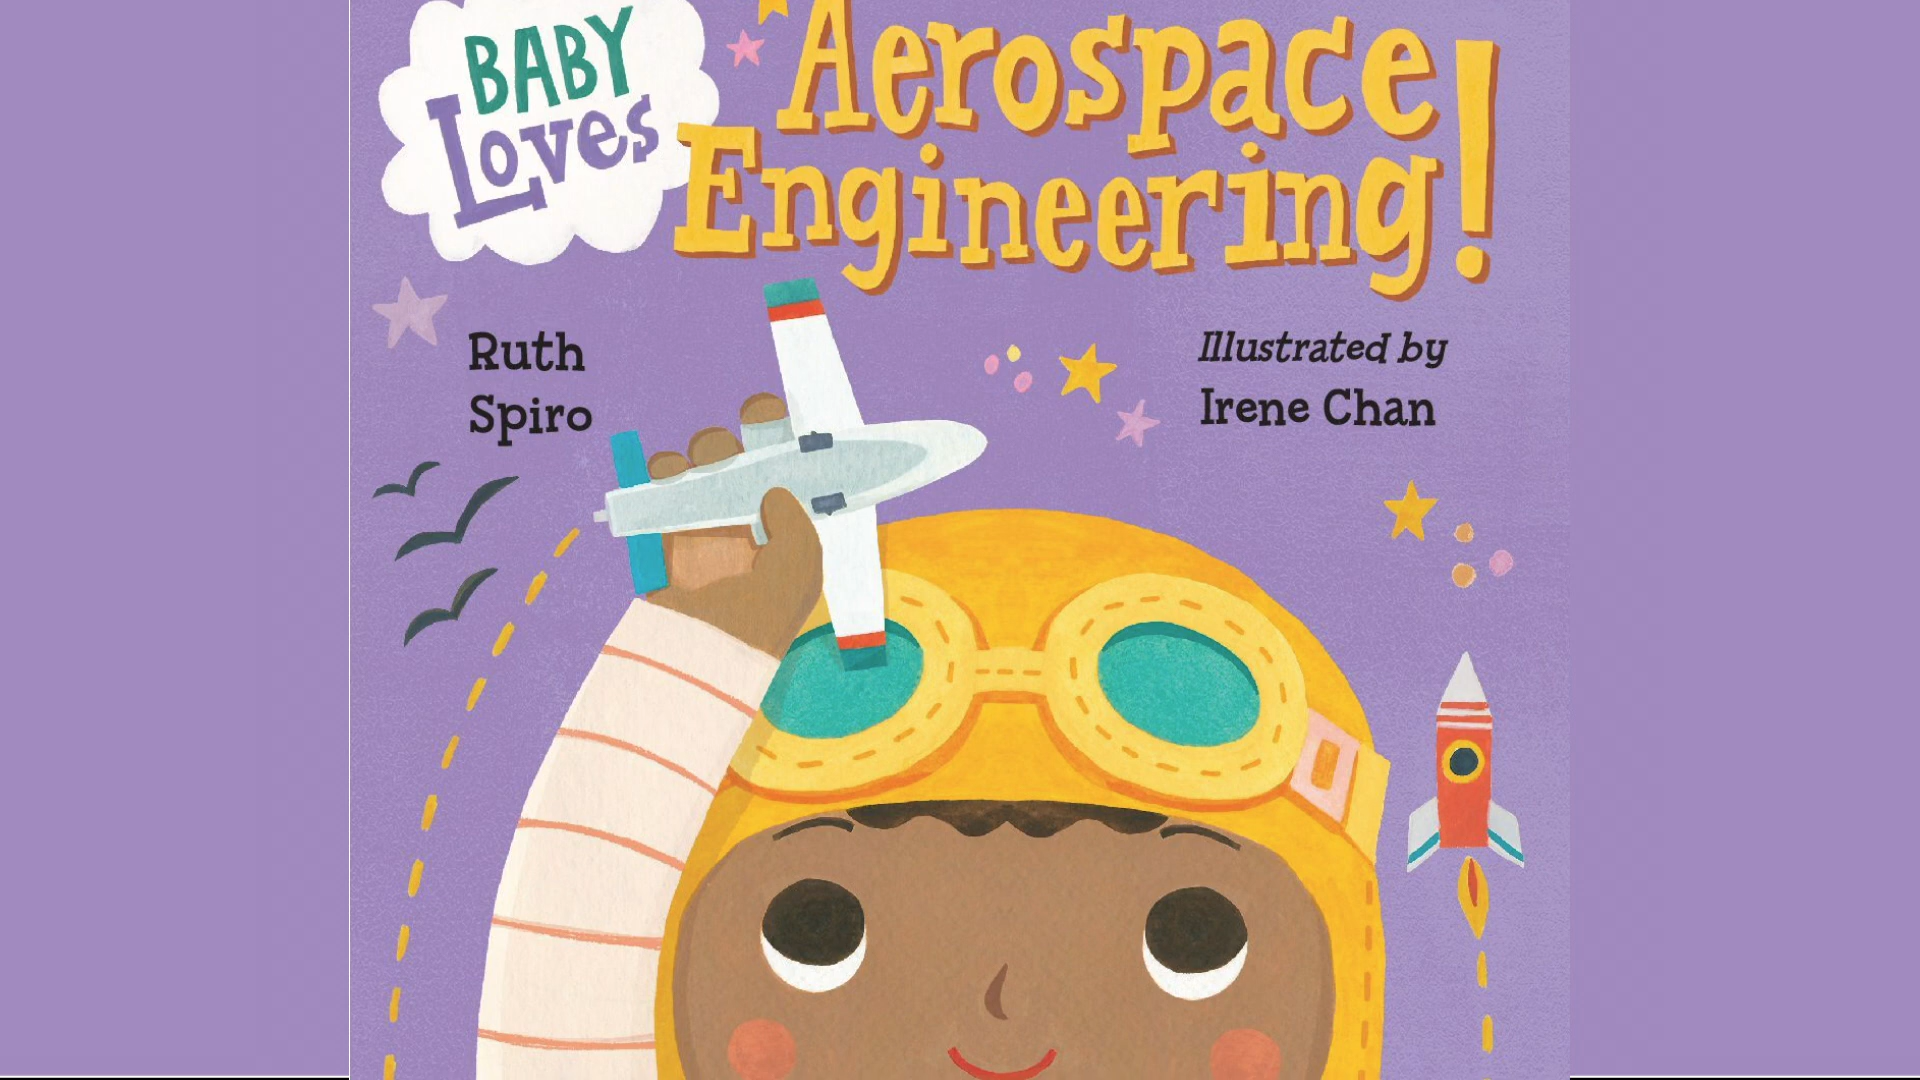 BABY
Loves
Aerospace
Engineering!
Ruth
Spiro
Illustrated by
Irene Chan